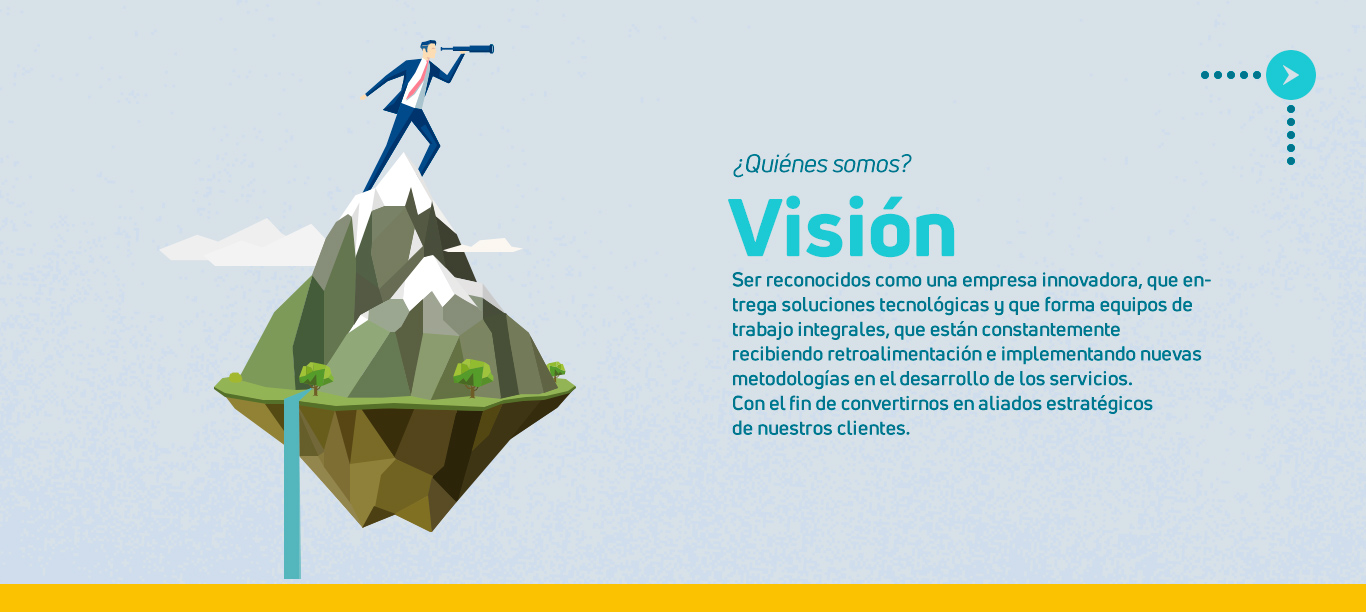 ¿Quiénes somos?
Visión
Ser reconocidos como una empresa innovadora, que en-
trega soluciones tecnológicas y que forma equipos de
trabajo integrales, que están constantemente
recibiendo retroalimentación e implementando nuevas
metodologías en el desarrollo de los servicios.
Con el fin de convertirnos en aliados estratégicos
de nuestros clientes.